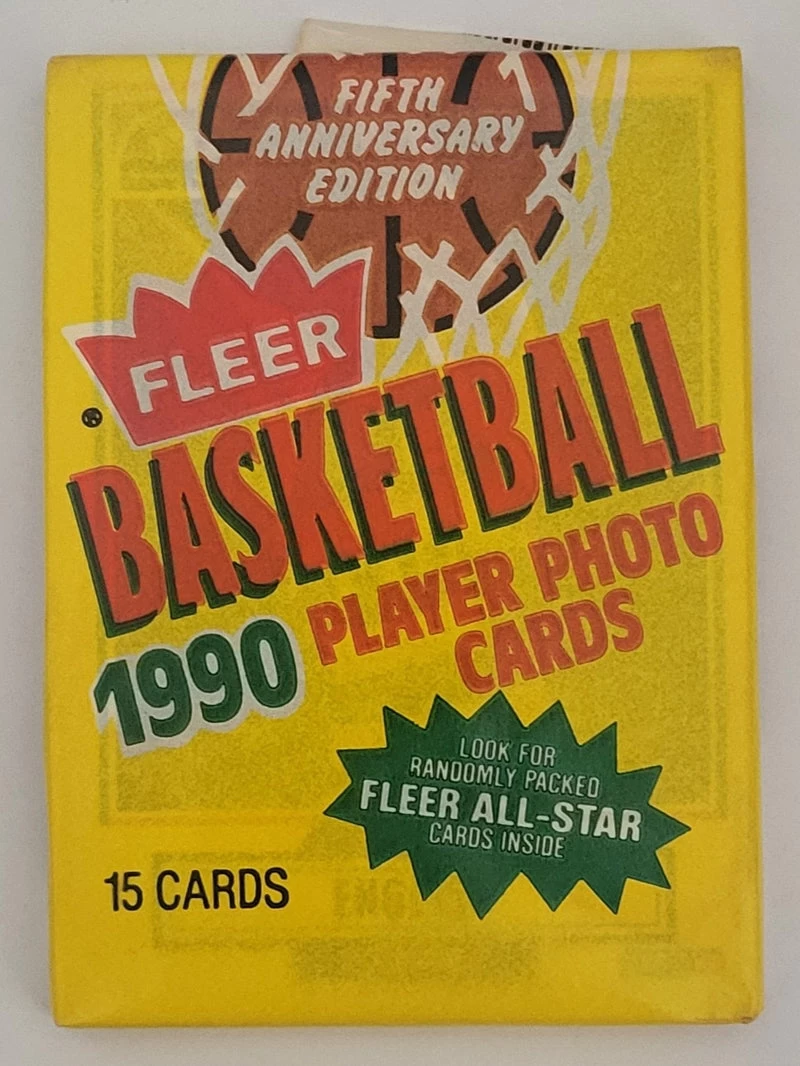 FIFTH
ANNIVERSARY
EDITION
FLEER
BASKETBALL
1990 PLAYER PHOTO
CARDS
LOOK FOR
RANDOMLY PACKED
FLEER ALL-STAR
CARDS INSIDE
15 CARDS